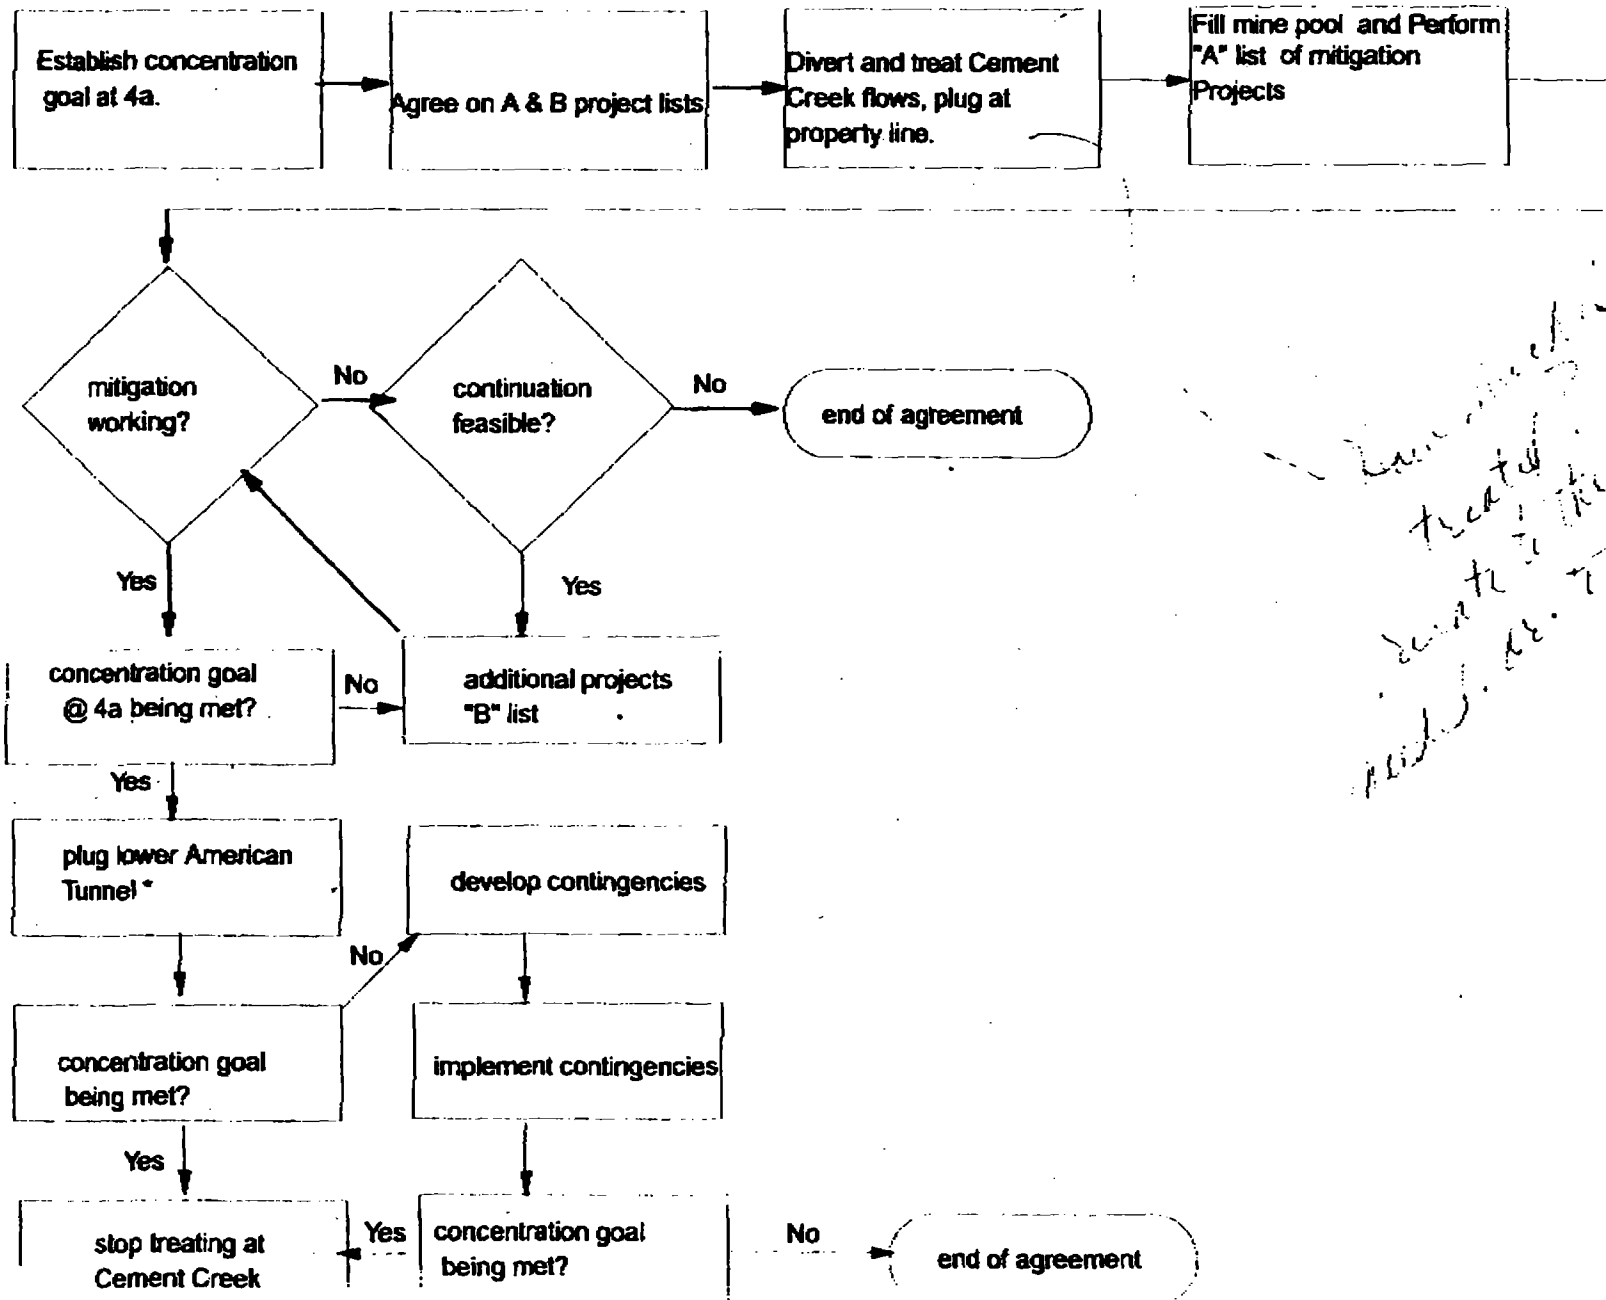 Establish concentration
goal at 4a.
Agree on A & B project lists
Divert and treat Cement
Creek flows, plug at
property line.
Fill mine pool and Perform
"A" list of mitigation
Projects
mitigation
working?
No
continuation
feasible?
No
end of agreement
treated
Yes
Yes
concentration goal
@ 4a being met?
No
additional projects
"B" list
Yes
plug lower American
Tunnel *
develop contingencies
No
concentration goal
being met?
implement contingencies
Yes
stop treating at
Cement Creek
Yes
concentration goal
being met?
No
end of agreement